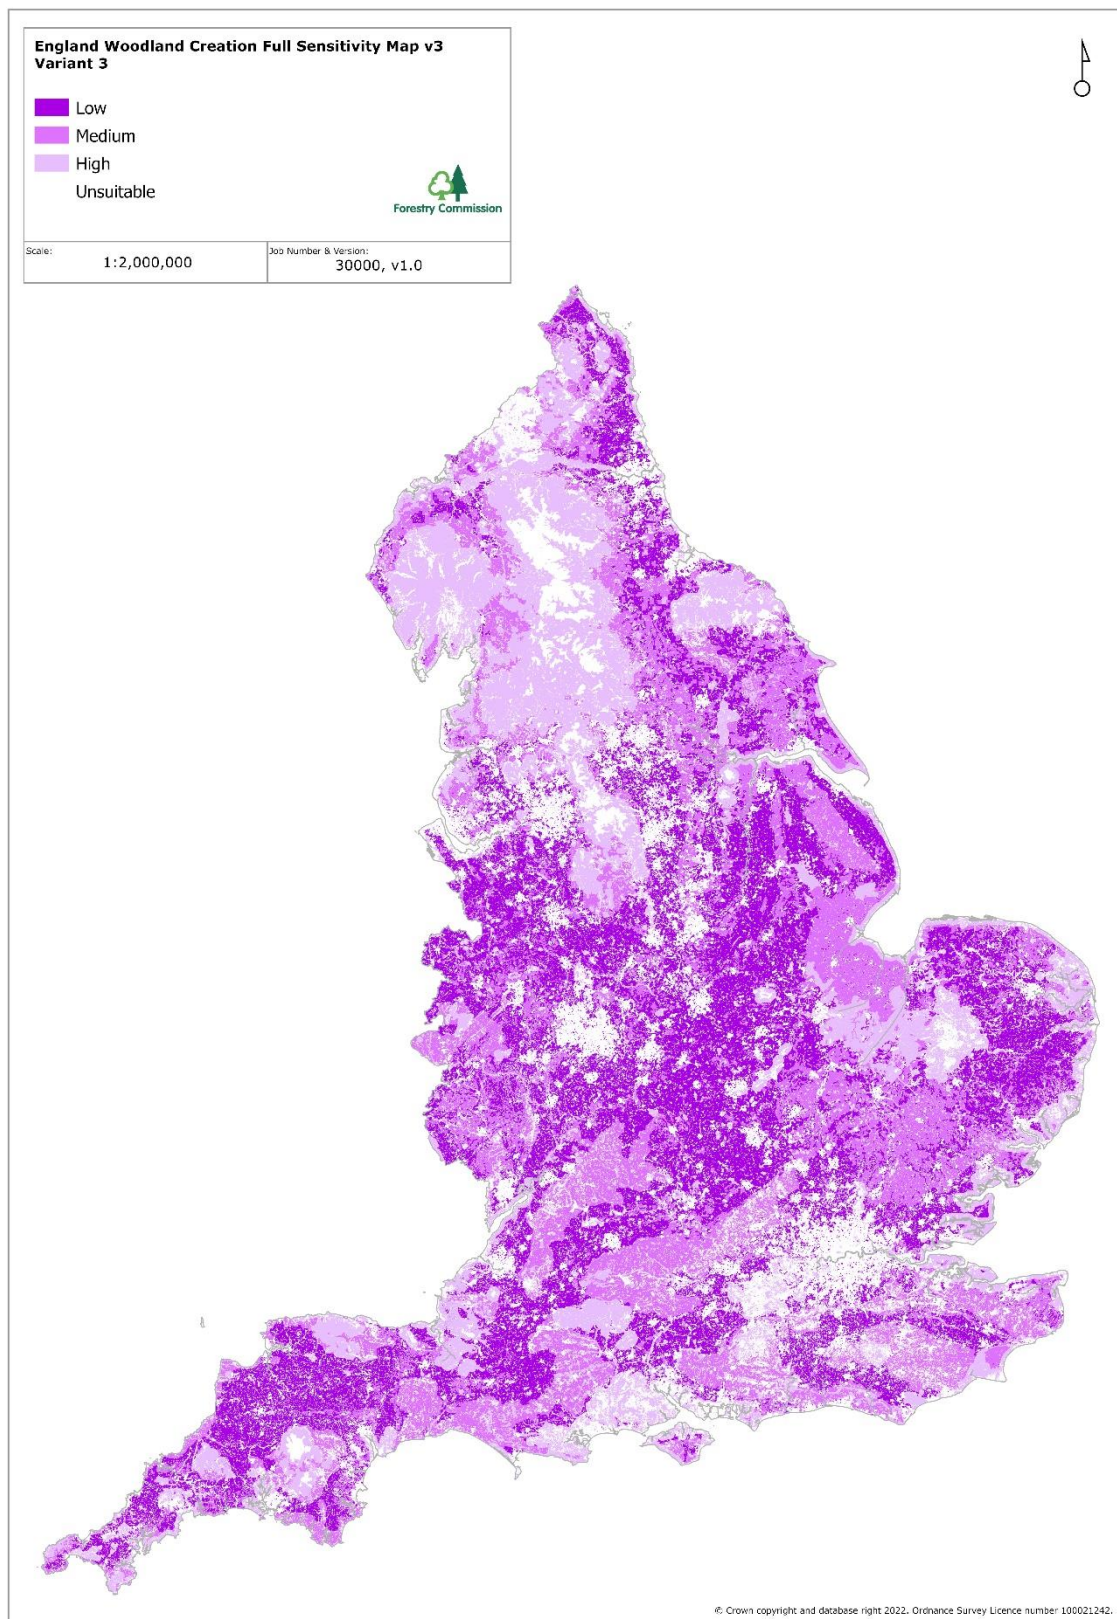 England Woodland Creation Full Sensitivity Map v3
Variant 3
Low
Medium
High
Unsuitable
Forestry Commission
Scale:
1:2,000,000
Job Number & Version:
30000, v1.0
© Crown copyright and database right 2022. Ordnance Survey Licence number 100021242.